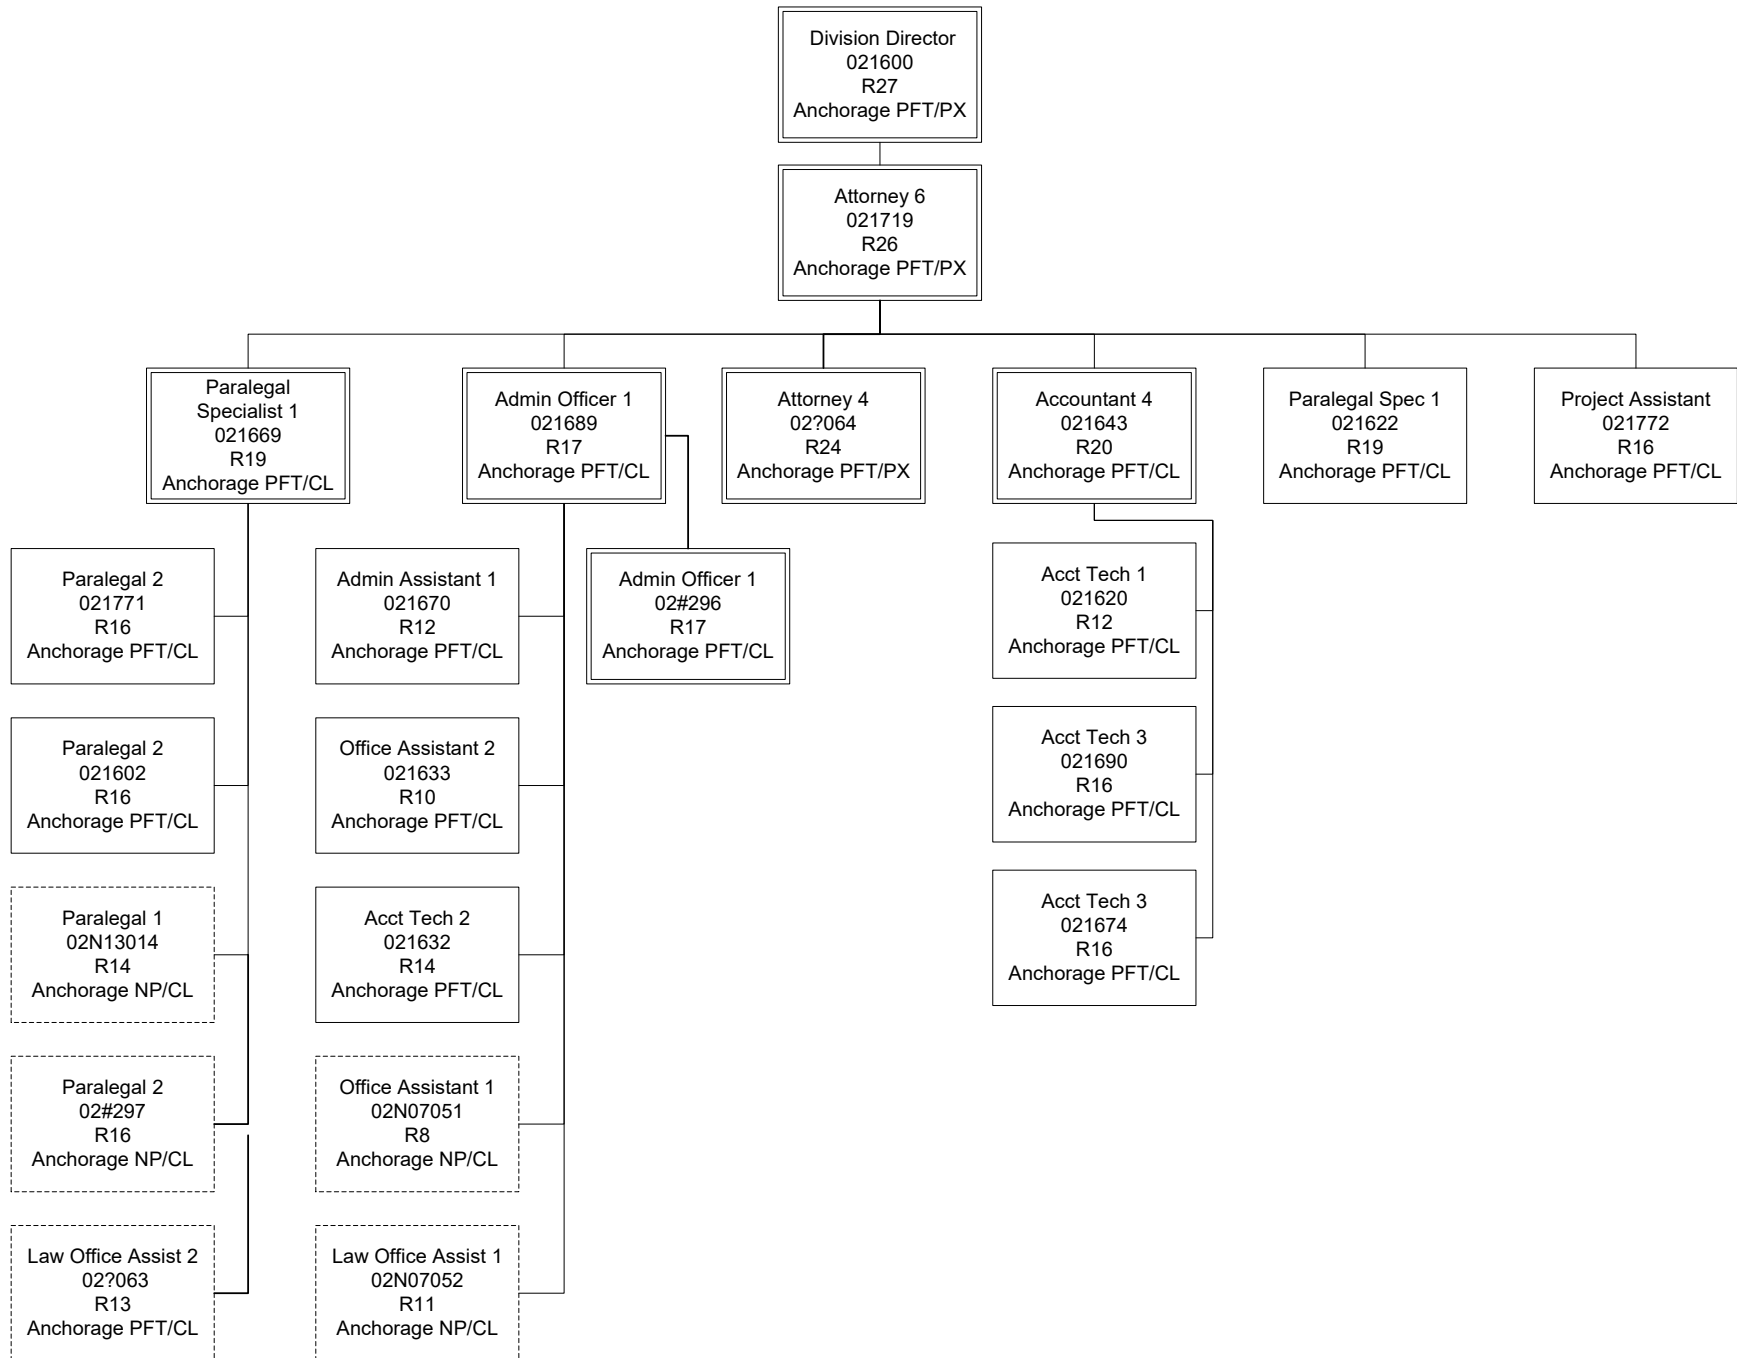 Division Director
021600
R27
Anchorage PFT/PX
Attorney 6
021719
R26
Anchorage PFT/PX
Paralegal
Specialist 1
021669
R19
Anchorage PFT/CL
Admin Officer 1
021689
R17
Anchorage PFT/CL
Attorney 4
02?064
R24
Anchorage PFT/PX
Accountant 4
021643
R20
Anchorage PFT/CL
Paralegal Spec 1
021622
R19
Anchorage PFT/CL
Project Assistant
021772
R16
Anchorage PFT/CL
Paralegal 2
021771
R16
Anchorage PFT/CL
Admin Assistant 1
021670
R12
Anchorage PFT/CL
Admin Officer 1
02#296
R17
Anchorage PFT/CL
Acct Tech 1
021620
R12
Anchorage PFT/CL
Paralegal 2
021602
R16
Anchorage PFT/CL
Office Assistant 2
021633
R10
Anchorage PFT/CL
Acct Tech 3
021690
R16
Anchorage PFT/CL
Paralegal 1
02N13014
R14
Anchorage NP/CL
Acct Tech 2
021632
R14
Anchorage PFT/CL
Acct Tech 3
021674
R16
Anchorage PFT/CL
Paralegal 2
02#297
R16
Anchorage NP/CL
Office Assistant 1
02N07051
R8
Anchorage NP/CL
Law Office Assist 2
02?063
R13
Anchorage PFT/CL
Law Office Assist 1
02N07052
R11
Anchorage NP/CL